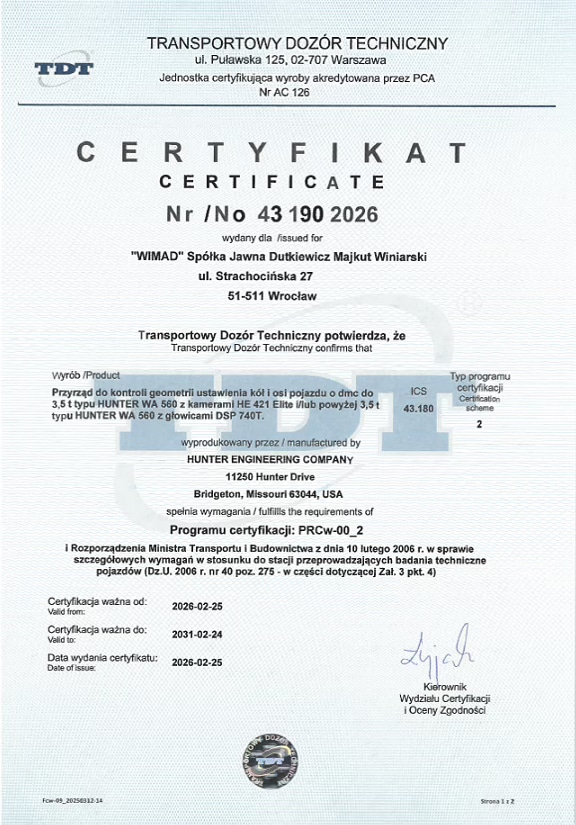 TDT
TRANSPORTOWY DOZÓR TECHNICZNY
ul. Puławska 125, 02-707 Warszawa
Jednostka certyfikująca wyroby akredytowana przez PCA
Nr AC 126
CERTYFIKAT
CERTIFICATE
Nr /No 43 190 2026
wydany dla /issued for
"WIMAD" Spółka Jawna Dutkiewicz Majkut Winiarski
ul. Strachocińska 27
51-511 Wrocław
Transportowy Dozór Techniczny potwierdza, że
Transportowy Dozór Techniczny confirms that
Wyrób /Product
Przyrząd do kontroli geometrii ustawienia kół i osi pojazdu o dmc do
3,5 t typu HUNTER WA 560 z kamerami HE 421 Elite i/lub powyżej 3,5 t
typu HUNTER WA 560 z głowicami DSP 740T.
ICS
43.180
Typ programu
certyfikacji
Certification
scheme
2
TDT
®
wyprodukowany przez / manufactured by
HUNTER ENGINEERING COMPANY
11250 Hunter Drive
Bridgeton, Missouri 63044, USA
spełnia wymagania / fulfills the requirements of
Programu certyfikacji: PRCw-00_2
i Rozporządzenia Ministra Transportu i Budownictwa z dnia 10 lutego 2006 r. w sprawie
szczegółowych wymagań w stosunku do stacji przeprowadzających badania techniczne
pojazdów (Dz.U. 2006 r. nr 40 poz. 275 - w części dotyczącej Zał. 3 pkt. 4)
Certyfikacja ważna od: 2026-02-25
Valid from:
Certyfikacja ważna do: 2031-02-24
Valid to:
Data wydania certyfikatu: 2026-02-25
Date of issue:
Kierownik
Wydziału Certyfikacji
i Oceny Zgodności
TRANSPORTOWY DOZÓR TECHNICZNY
TDT
Fcw-09_20250312-14
Strona 1 z 2